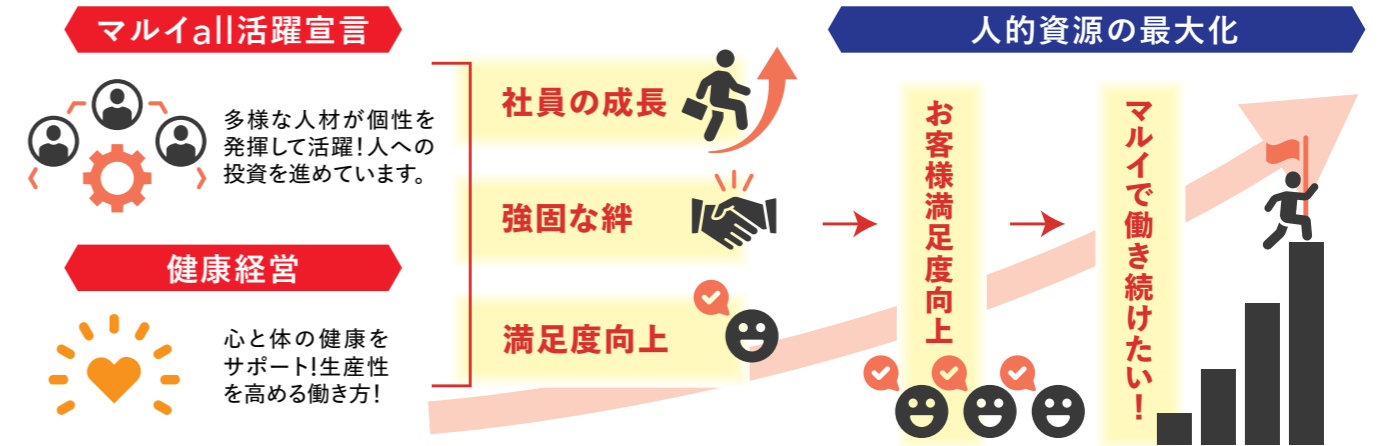 マルイall活躍宣言
多様な人材が個性を
発揮して活躍!人への
投資を進めています。
健康経営
心と体の健康を
サポート!生産性
を高める働き方!
社員の成長
強固な絆
満足度向上
人的資源の最大化
お客様満足度向上
マルイで働き続けたい!